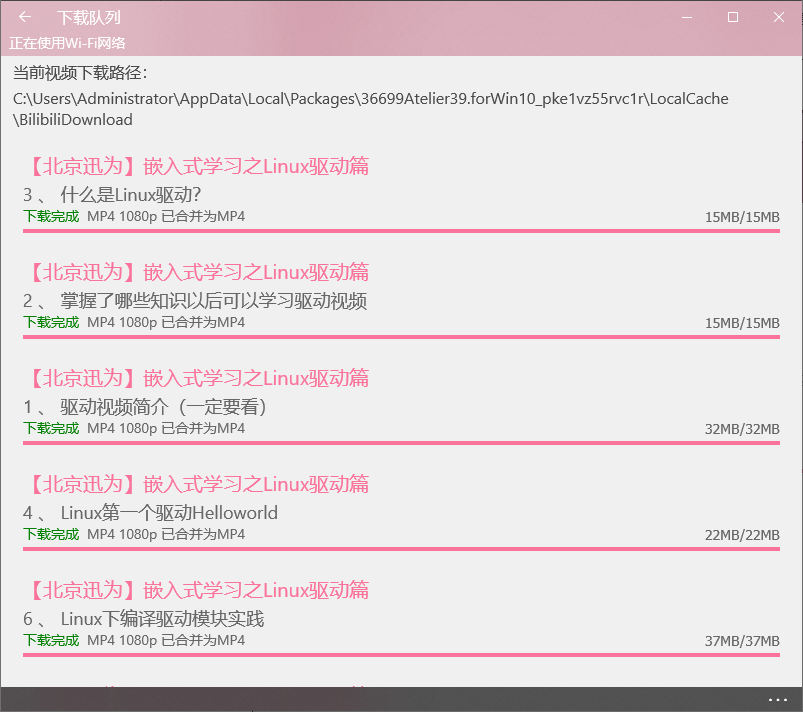 下载队列
正在使用Wi-Fi网络
当前视频下载路径：
C:\Users\Administrator\AppData\Local\Packages\36699Atelier39.forWin10_pke1vz55rvc1r\LocalCache
\BilibiliDownload
【北京迅为】嵌入式学习之Linux驱动篇
3 、 什么是Linux驱动？
下载完成 MP4 1080p 已合并为MP4 15MB/15MB
【北京迅为】嵌入式学习之Linux驱动篇
2 、 掌握了哪些知识以后可以学习驱动视频
下载完成 MP4 1080p 已合并为MP4 15MB/15MB
【北京迅为】嵌入式学习之Linux驱动篇
1 、 驱动视频简介（一定要看）
下载完成 MP4 1080p 已合并为MP4 32MB/32MB
【北京迅为】嵌入式学习之Linux驱动篇
4 、 Linux第一个驱动Helloworld
下载完成 MP4 1080p 已合并为MP4 22MB/22MB
【北京迅为】嵌入式学习之Linux驱动篇
6 、 Linux下编译驱动模块实践
下载完成 MP4 1080p 已合并为MP4 37MB/37MB